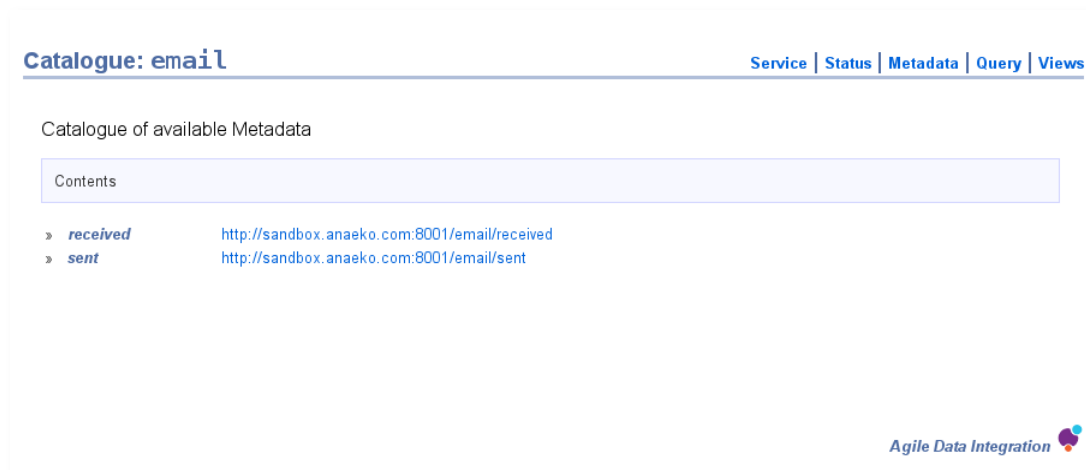 Catalogue: email
Service | Status | Metadata | Query | Views
Catalogue of available Metadata
Contents
» received http://sandbox.anaeko.com:8001/email/received
» sent http://sandbox.anaeko.com:8001/email/sent
Agile Data Integration